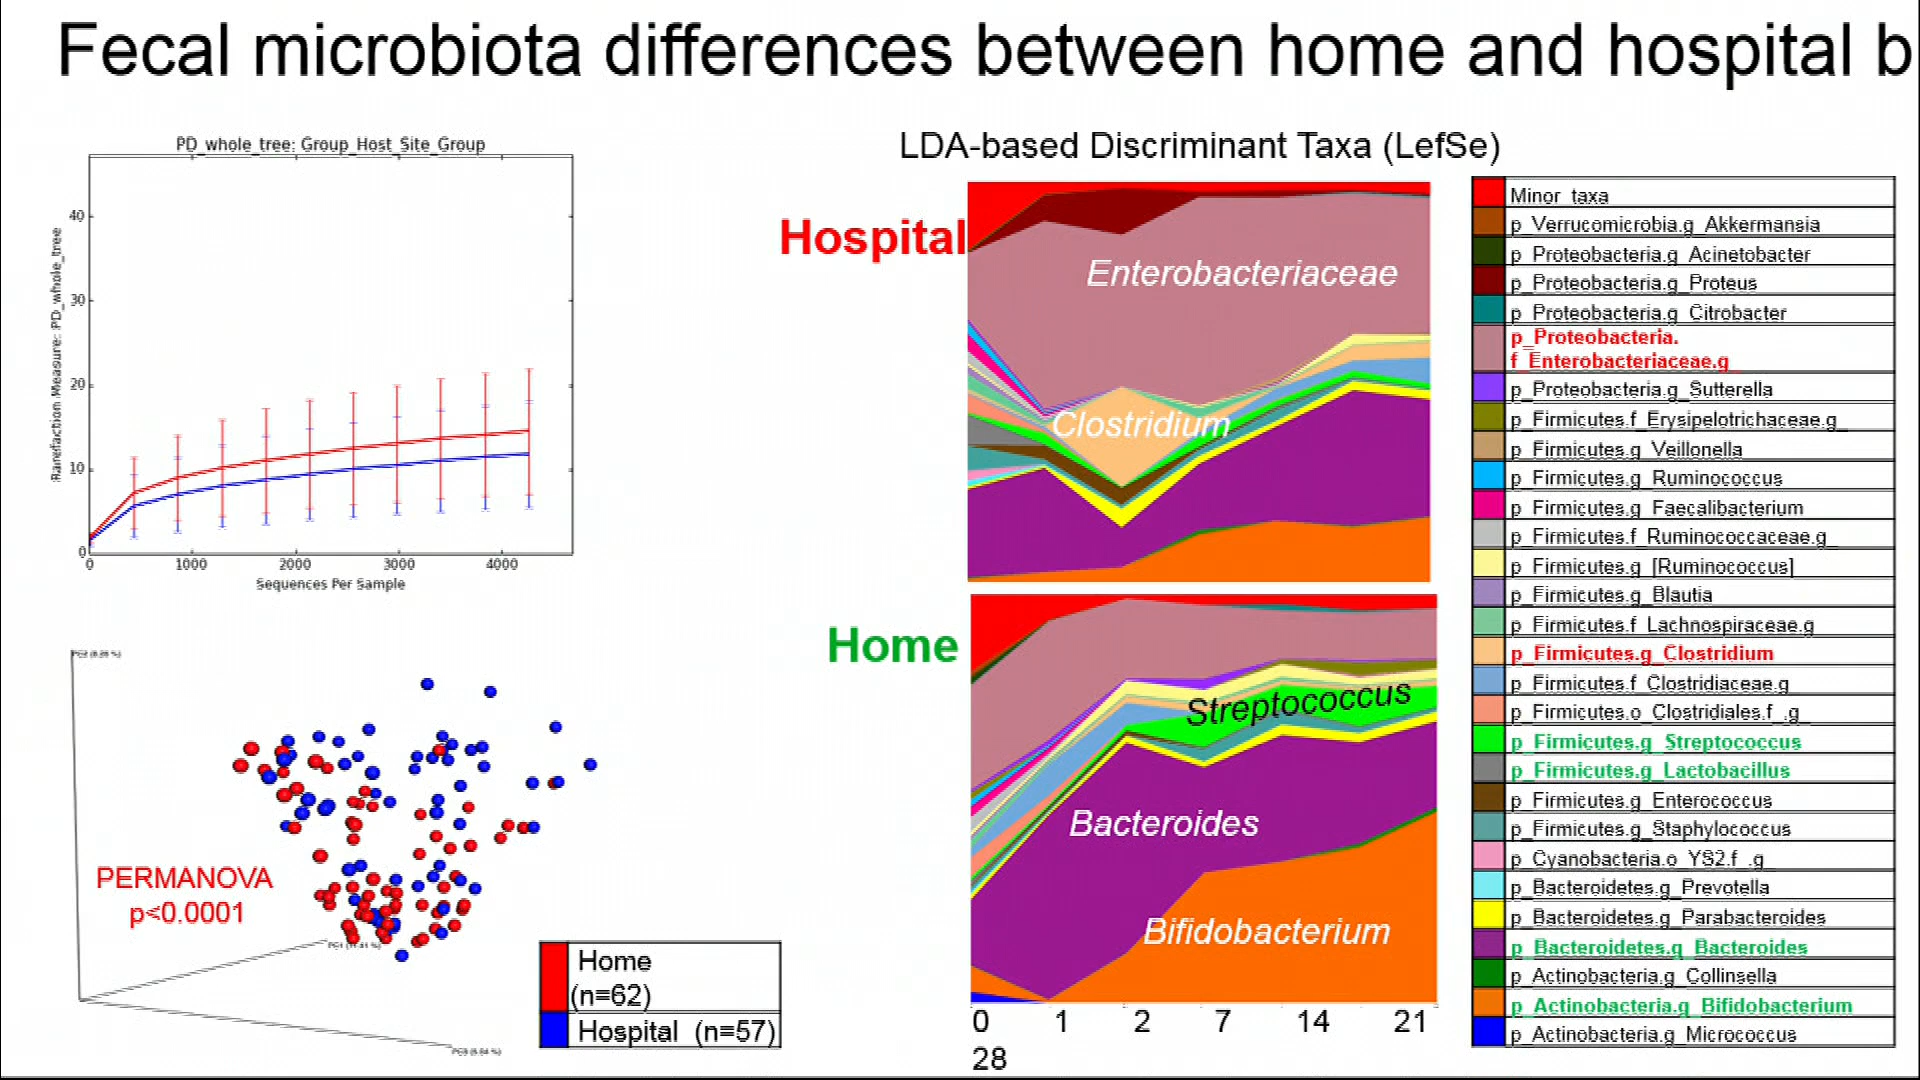 Fecal microbiota differences between home and hospital b
PD_whole_tree: Group_Host_Site_Group
Rarefaction Measure: PD_whole_tree
40
30
20
10
0
0 1000 2000 3000 4000
Sequences Per Sample
LDA-based Discriminant Taxa (LefSe)
Hospital
Enterobacteriaceae
Clostridium
Home
Streptococcus
Bacteroides
Bifidobacterium
0 1 2 7 14 21
28
Minor_taxa
p_Verrucomicrobia.g_Akkermansia
p_Proteobacteria.g_Acinetobacter
p_Proteobacteria.g_Proteus
p_Proteobacteria.g_Citrobacter
p_Proteobacteria.
f_Enterobacteriaceae.g_
p_Proteobacteria.g_Sutterella
p_Firmicutes.f_Erysipelotrichaceae.g_
p_Firmicutes.g_Veillonella
p_Firmicutes.g_Ruminococcus
p_Firmicutes.g_Faecalibacterium
p_Firmicutes.f_Ruminococcaceae.g_
p_Firmicutes.g_[Ruminococcus]
p_Firmicutes.g_Blautia
p_Firmicutes.f_Lachnospiraceae.g
p_Firmicutes.g_Clostridium
p_Firmicutes.f_Clostridiaceae.g_
p_Firmicutes.o_Clostridiales.f_.g_
p_Firmicutes.g_Streptococcus
p_Firmicutes.g_Lactobacillus
p_Firmicutes.g_Enterococcus
p_Firmicutes.g_Staphylococcus
p_Cyanobacteria.o_YS2.f_.g
p_Bacteroidetes.g_Prevotella
p_Bacteroidetes.g_Parabacteroides
p_Bacteroidetes.g_Bacteroides
p_Actinobacteria.g_Collinsella
p_Actinobacteria.g_Bifidobacterium
p_Actinobacteria.g_Micrococcus
PERMANOVA
p<0.0001
Home
(n=62)
Hospital (n=57)